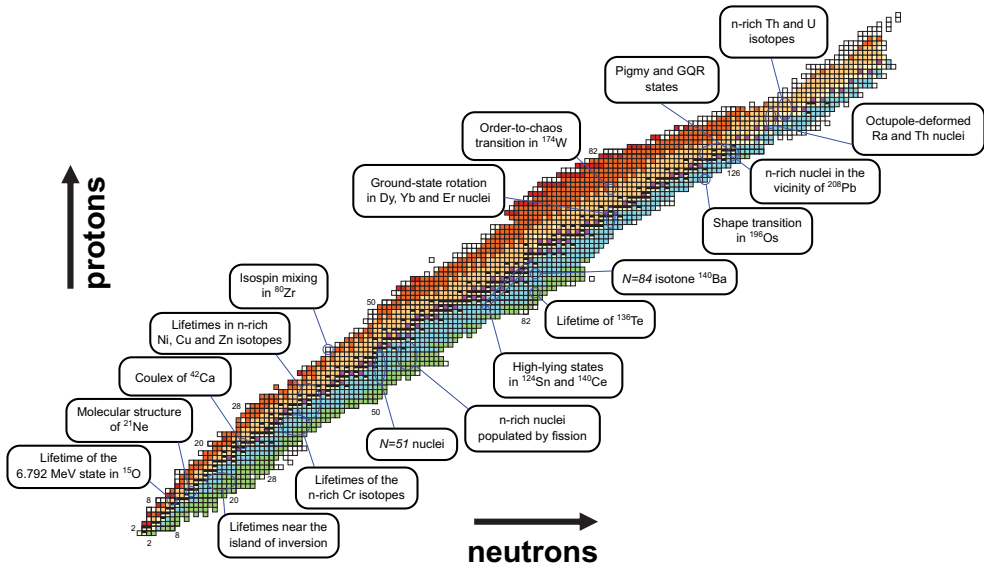 n-rich Th and U
isotopes
Pigmy and GQR
states
Order-to-chaos
transition in ¹⁷⁴W
82
Octupole-deformed
Ra and Th nuclei
Ground-state rotation
in Dy, Yb and Er nuclei
126
n-rich nuclei in the
vicinity of ²⁰⁸Pb
protons
Shape transition
in ¹⁹⁶Os
Isospin mixing
in ⁸⁰Zr
N=84 isotone ¹⁴⁰Ba
50
82
Lifetime of ¹³⁶Te
Lifetimes in n-rich
Ni, Cu and Zn isotopes
High-lying states
in ¹²⁴Sn and ¹⁴⁰Ce
Coulex of ⁴²Ca
28
50
Molecular structure
of ²¹Ne
n-rich nuclei
populated by fission
20
N=51 nuclei
Lifetime of the
6.792 MeV state in ¹⁵O
28
Lifetimes of the
n-rich Cr isotopes
8
20
2
8
2
Lifetimes near the
island of inversion
neutrons